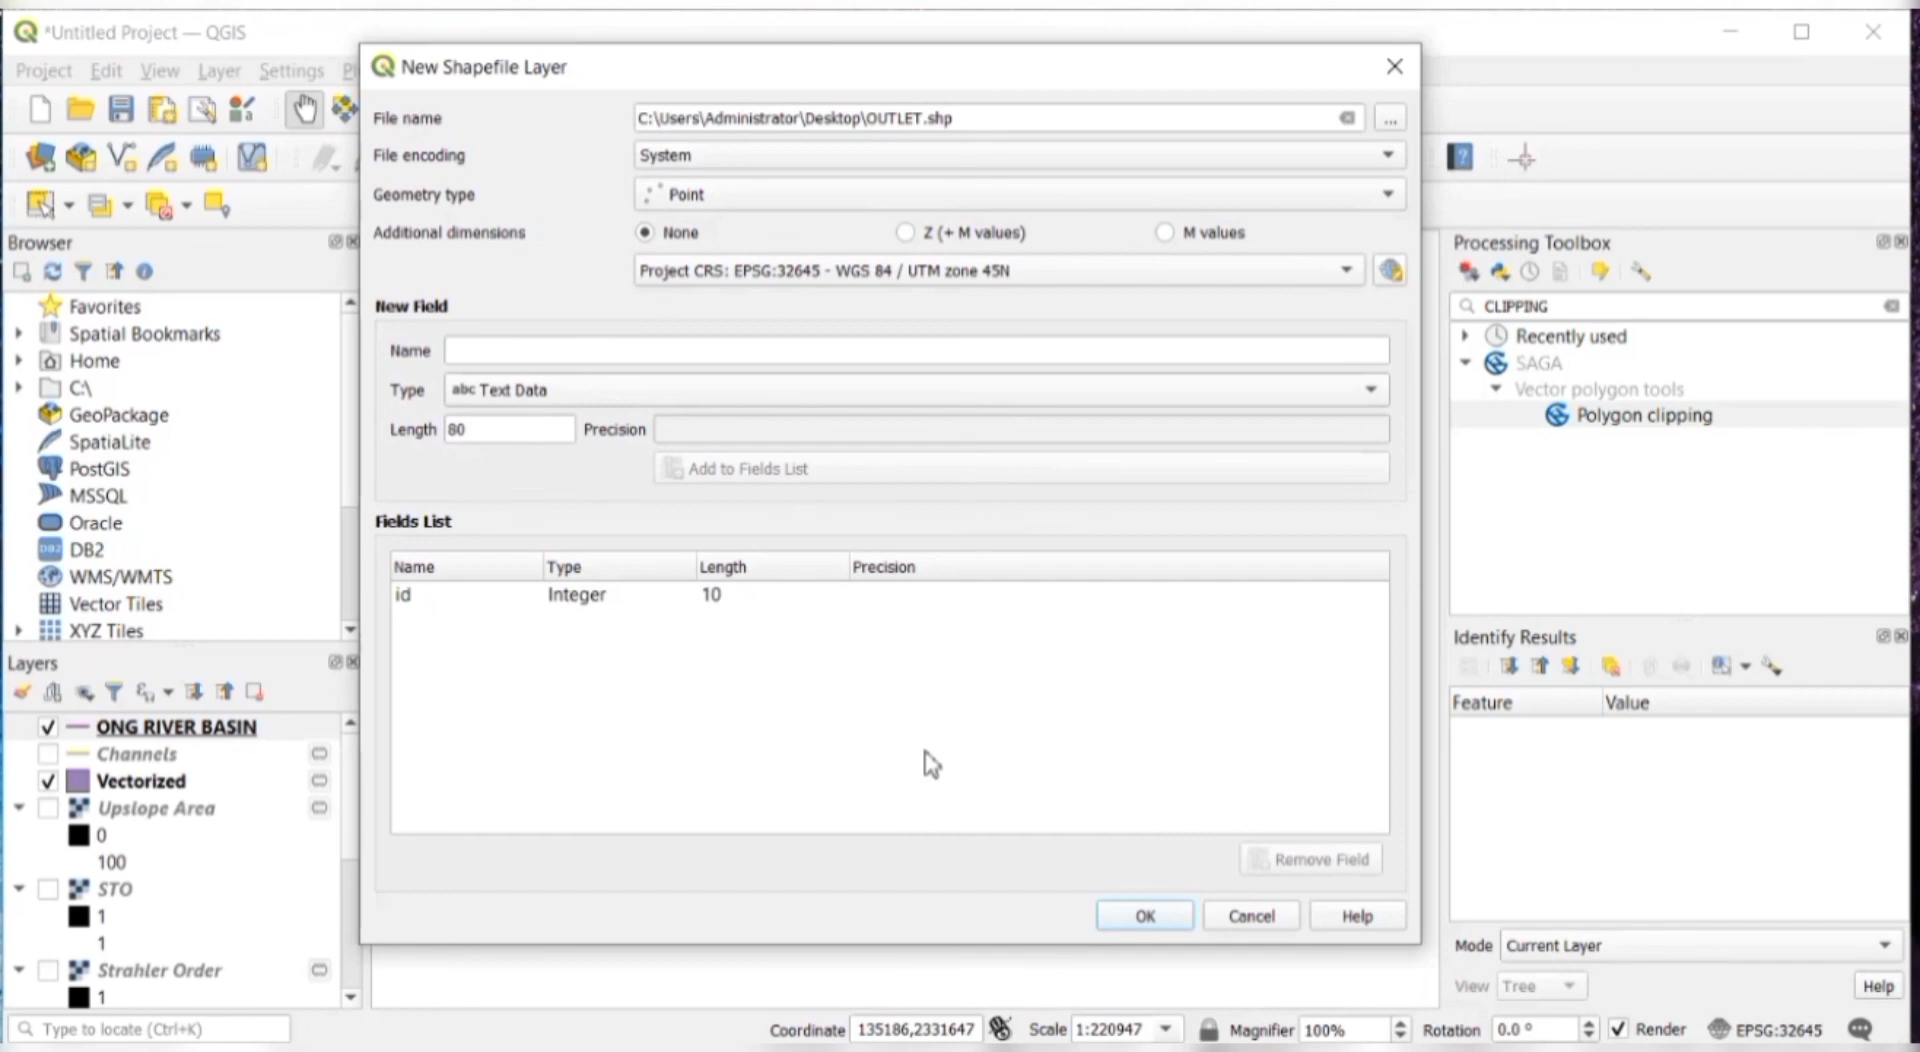 *Untitled Project — QGIS
Project Edit View Layer Settings
New Shapefile Layer
File name C:\Users\Administrator\Desktop\OUTLET.shp ...
File encoding System
Geometry type Point
Additional dimensions None Z (+ M values) M values
Project CRS: EPSG:32645 - WGS 84 / UTM zone 45N
New Field
Name
Type abc Text Data
Length 80 Precision
Add to Fields List
Fields List
Name Type Length Precision
id Integer 10
Remove Field
OK Cancel Help
Browser
Favorites
Spatial Bookmarks
Home
C:\
GeoPackage
SpatiaLite
PostGIS
MSSQL
Oracle
DB2
WMS/WMTS
Vector Tiles
XYZ Tiles
Layers
ONG RIVER BASIN
Channels
Vectorized
Upslope Area
0
100
STO
1
1
Strahler Order
1
Processing Toolbox
CLIPPING
Recently used
SAGA
Vector polygon tools
Polygon clipping
Identify Results
Feature Value
Mode Current Layer
View Tree Help
Type to locate (Ctrl+K) Coordinate 135186,2331647 Scale 1:220947 Magnifier 100% Rotation 0.0 ° Render EPSG:32645